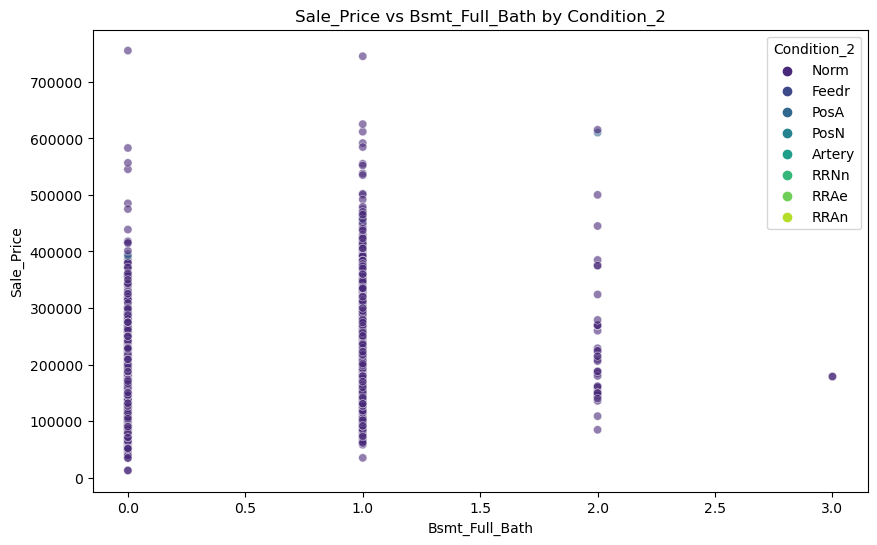 Sale_Price vs Bsmt_Full_Bath by Condition_2
Condition_2
Norm
Feedr
PosA
PosN
Artery
RRNn
RRAe
RRAn
700000
600000
500000
400000
300000
200000
100000
0
Sale_Price
0.0 0.5 1.0 1.5 2.0 2.5 3.0
Bsmt_Full_Bath